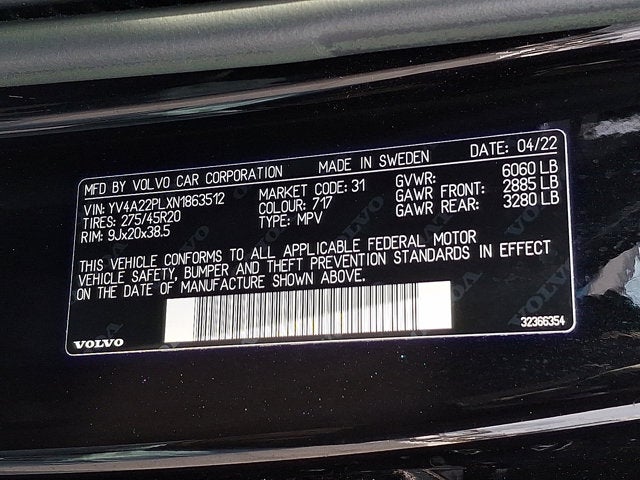 MFD BY VOLVO CAR CORPORATION MADE IN SWEDEN DATE: 04/22
VIN: YV4A22PLXN1863512 MARKET CODE: 31 GVWR: 6060 LB
TIRES: 275/45R20 COLOUR: 717 GAWR FRONT: 2885 LB
RIM: 9Jx20x38.5 TYPE: MPV GAWR REAR: 3280 LB
THIS VEHICLE CONFORMS TO ALL APPLICABLE FEDERAL MOTOR
VEHICLE SAFETY, BUMPER AND THEFT PREVENTION STANDARDS IN EFFECT
ON THE DATE OF MANUFACTURE SHOWN ABOVE.
VOLVO 32366354